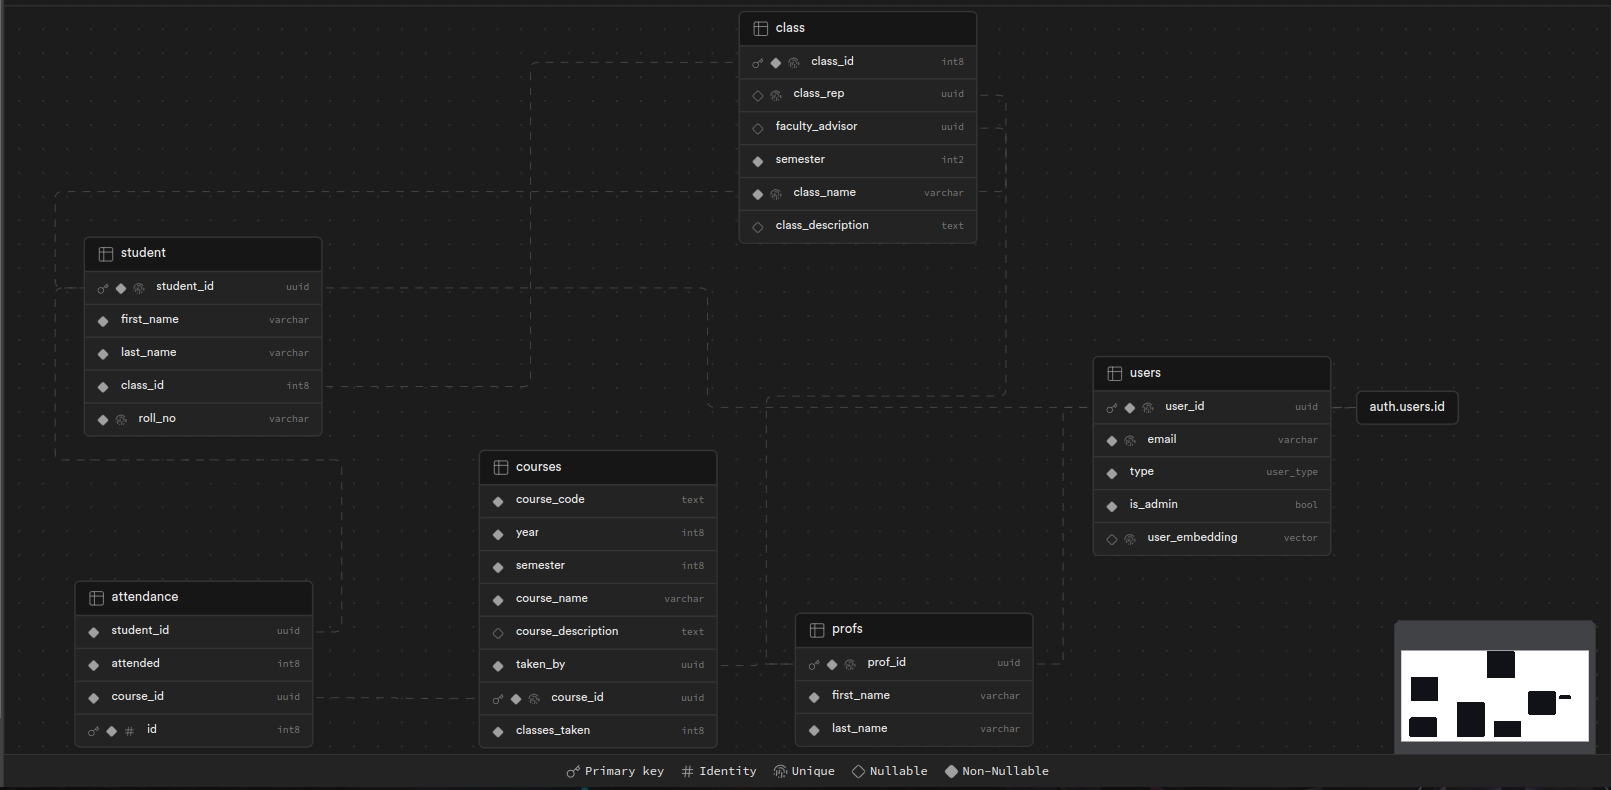 class
class_id int8
class_rep uuid
faculty_advisor uuid
semester int2
class_name varchar
class_description text
student
student_id uuid
first_name varchar
last_name varchar
class_id int8
roll_no varchar
users
user_id uuid
email varchar
type user_type
is_admin bool
user_embedding vector
auth.users.id
courses
course_code text
year int8
semester int8
course_name varchar
course_description text
taken_by uuid
course_id uuid
classes_taken int8
attendance
student_id uuid
attended int8
course_id uuid
id int8
profs
prof_id uuid
first_name varchar
last_name varchar
Primary key # Identity Unique Nullable Non-Nullable